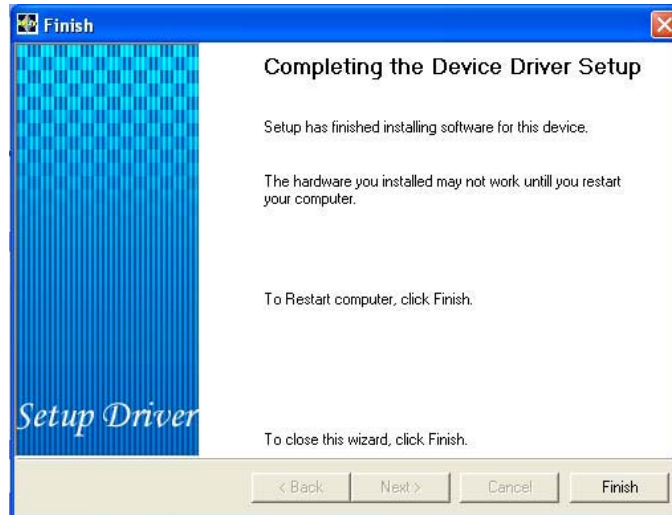 Finish
Completing the Device Driver Setup
Setup has finished installing software for this device.
The hardware you installed may not work untill you restart
your computer.
To Restart computer, click Finish.
Setup Driver
To close this wizard, click Finish.
< Back Next > Cancel Finish